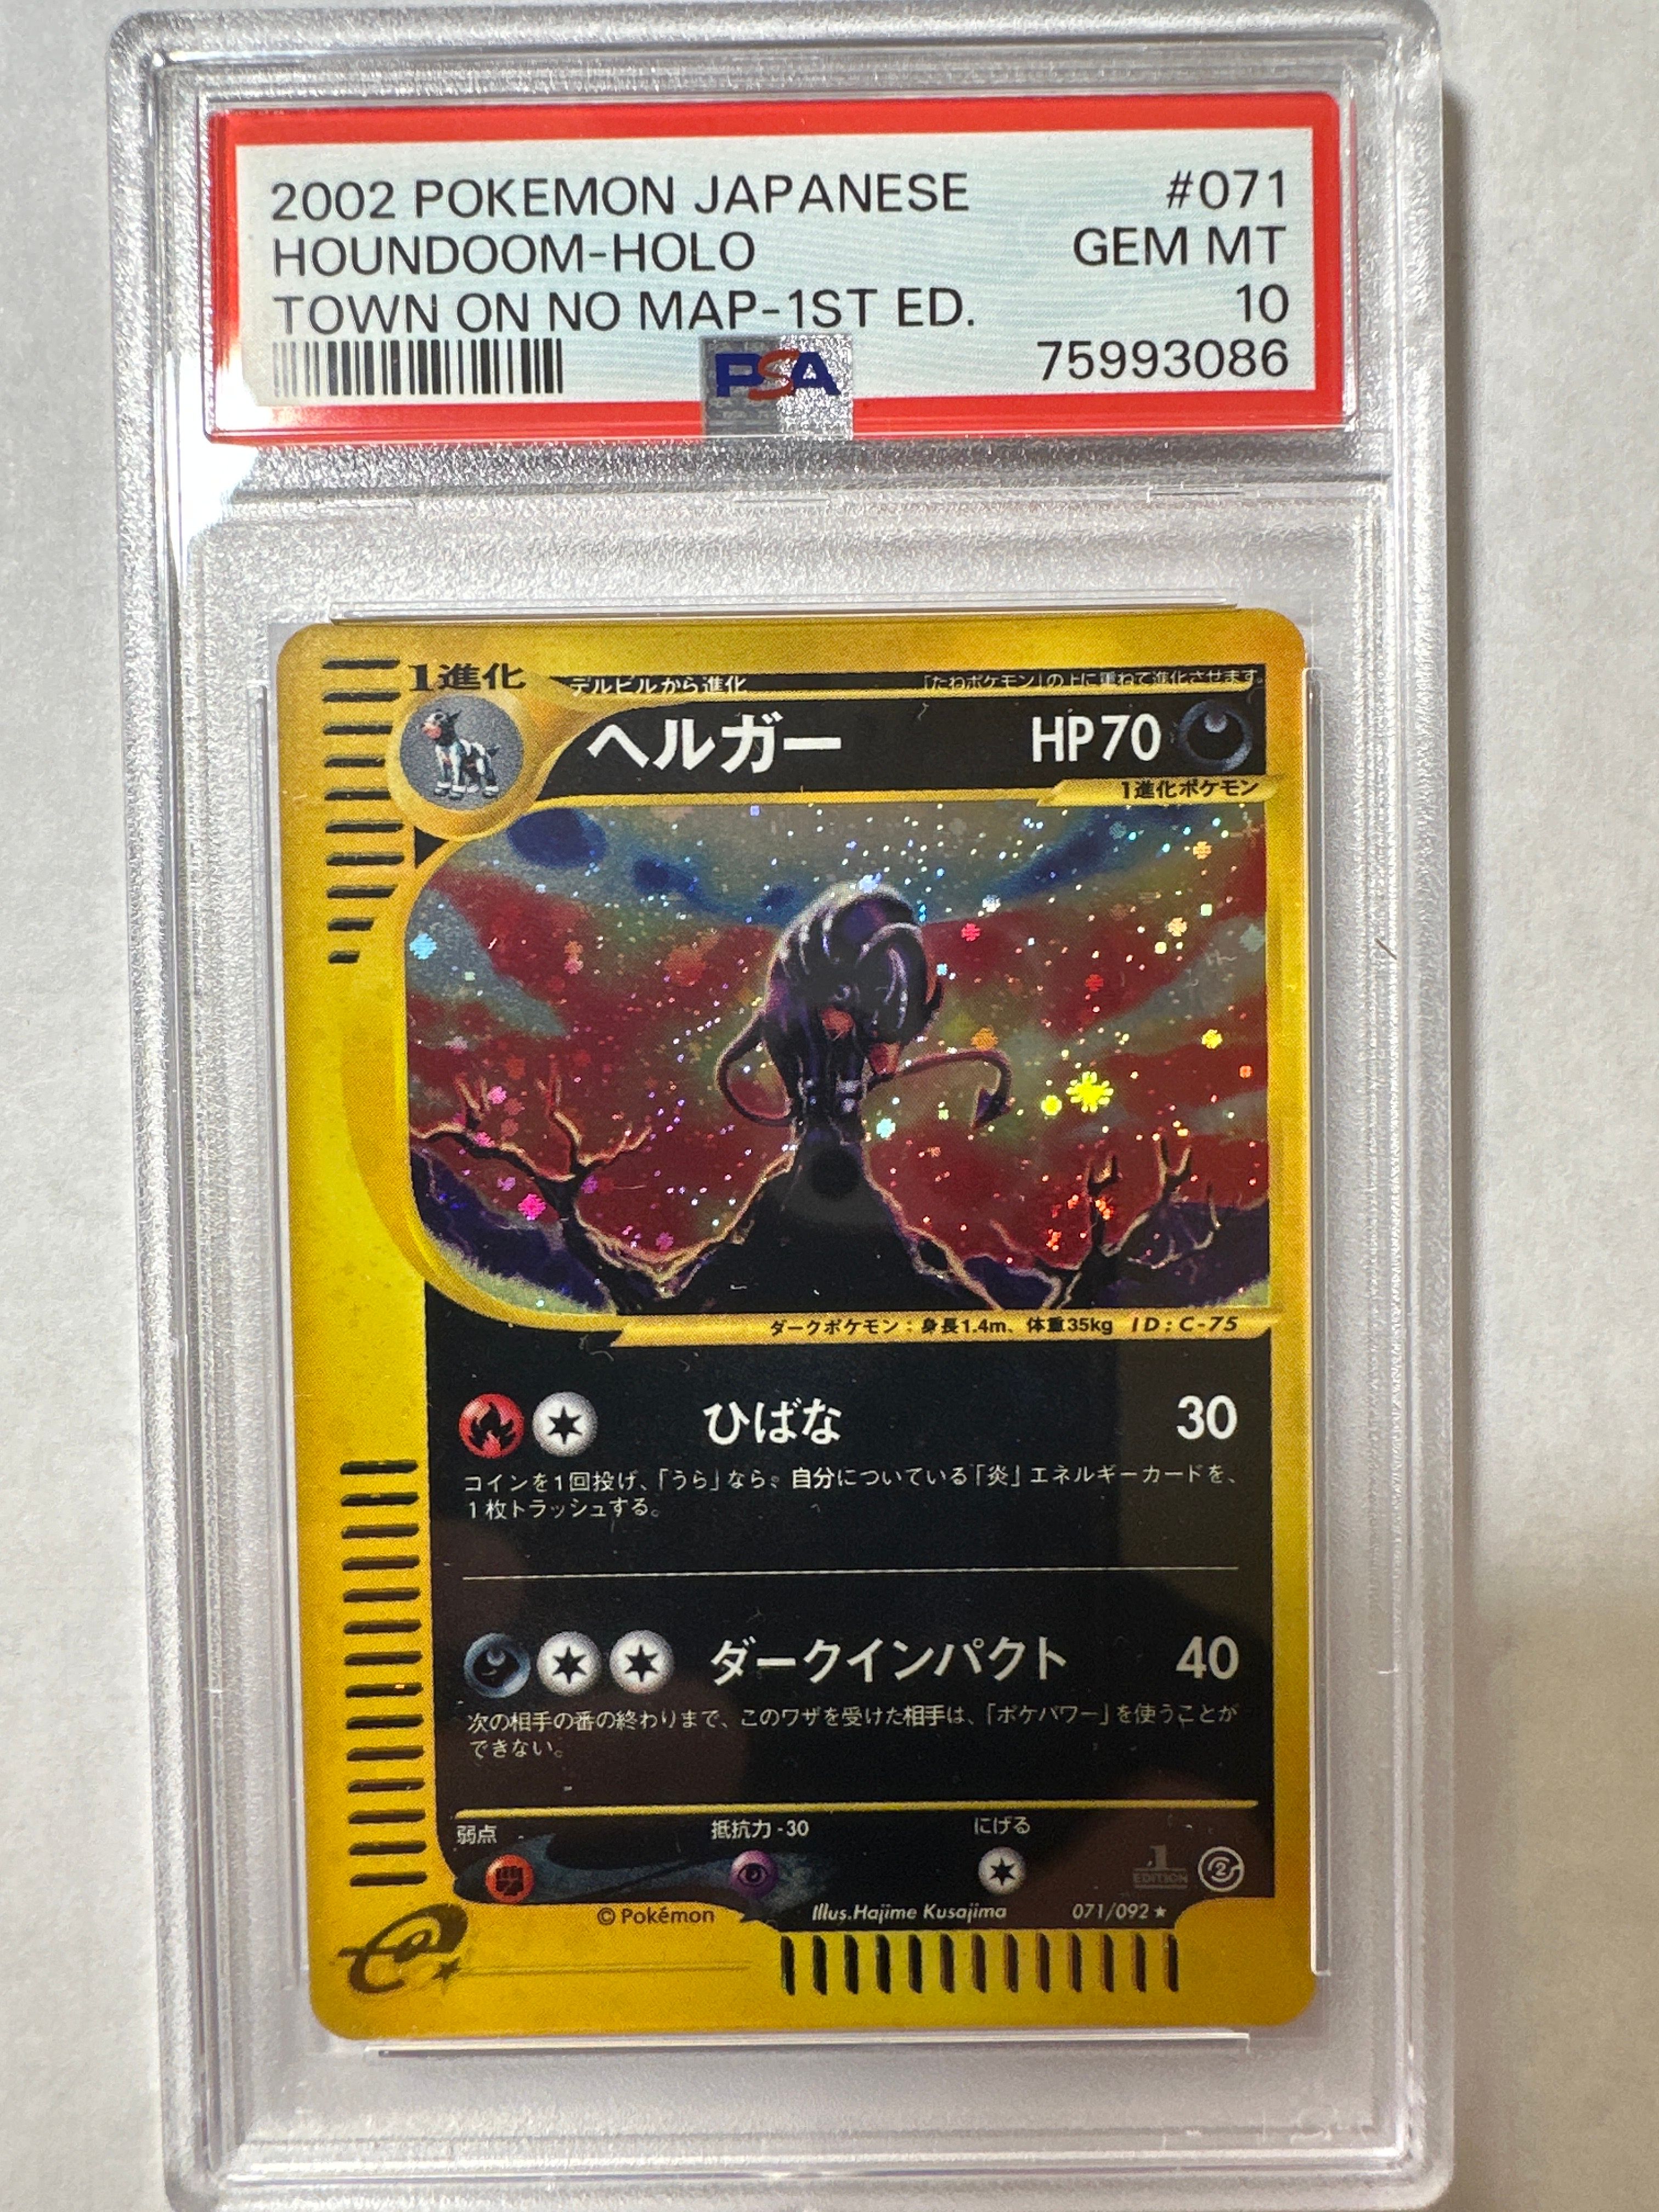 2002 POKEMON JAPANESE #071
HOUNDOOM-HOLO GEM MT
TOWN ON NO MAP-1ST ED. 10
75993086
PSA
1進化
デルビルから進化 「たねポケモン」の上に重ねて進化させます。
ヘルガー HP70
1進化ポケモン
ダークポケモン：身長1.4m、体重35kg ID:C-75
ひばな 30
コインを1回投げ、「うら」なら、自分についている「炎」エネルギーカードを、
1枚トラッシュする。
ダークインパクト 40
次の相手の番の終わりまで、このワザを受けた相手は、「ポケパワー」を使うことが
できない。
弱点 抵抗力-30 にげる
1 EDITION 2
© Pokémon Illus.Hajime Kusajima 071/092 ★
e